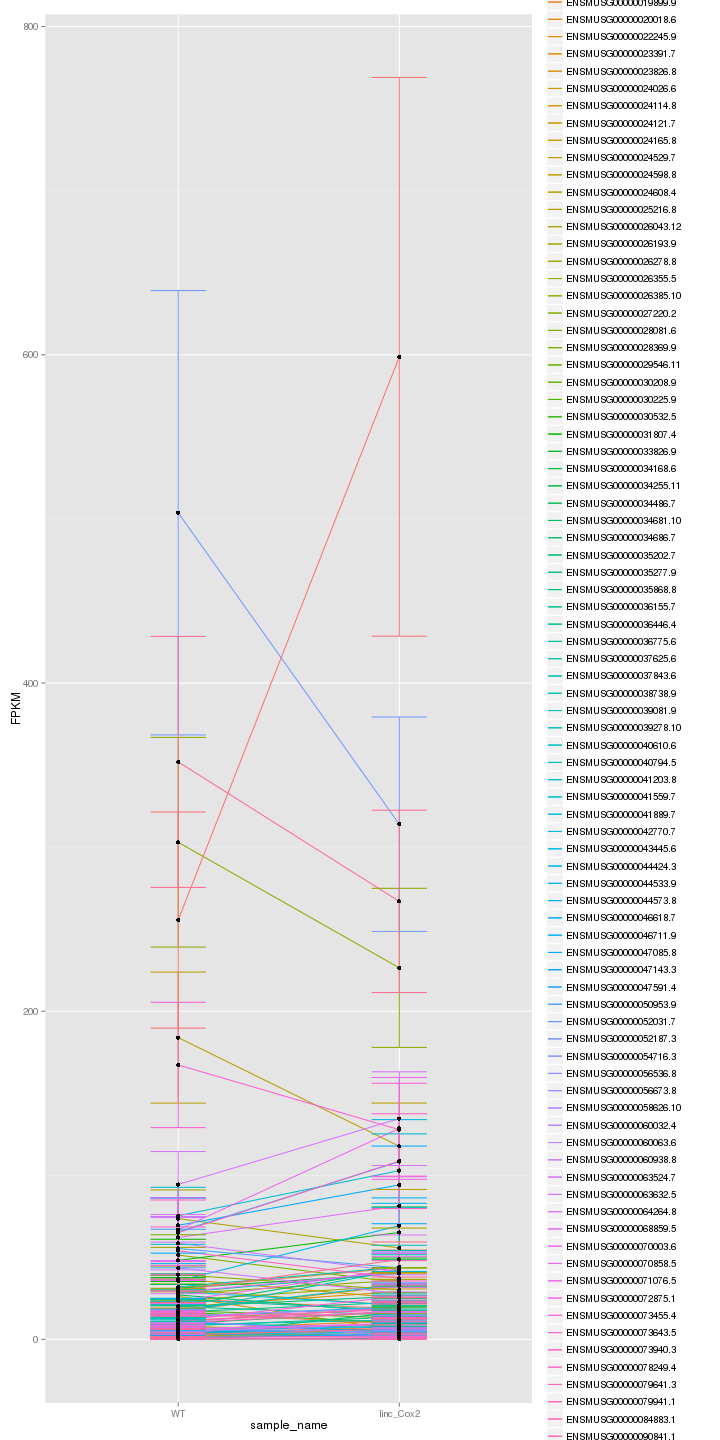 800
600
400
200
0
FPKM
WT
linc_Cox2
sample_name
ENSMUSG00000019899.9
ENSMUSG00000020018.6
ENSMUSG00000022245.9
ENSMUSG00000023391.7
ENSMUSG00000023826.8
ENSMUSG00000024026.6
ENSMUSG00000024114.8
ENSMUSG00000024121.7
ENSMUSG00000024165.8
ENSMUSG00000024529.7
ENSMUSG00000024598.8
ENSMUSG00000024608.4
ENSMUSG00000025216.8
ENSMUSG00000026043.12
ENSMUSG00000026193.9
ENSMUSG00000026278.8
ENSMUSG00000026355.5
ENSMUSG00000026385.10
ENSMUSG00000027220.2
ENSMUSG00000028081.6
ENSMUSG00000028369.9
ENSMUSG00000029546.11
ENSMUSG00000030208.9
ENSMUSG00000030225.9
ENSMUSG00000030532.5
ENSMUSG00000031807.4
ENSMUSG00000033826.9
ENSMUSG00000034168.6
ENSMUSG00000034255.11
ENSMUSG00000034486.7
ENSMUSG00000034681.10
ENSMUSG00000034686.7
ENSMUSG00000035202.7
ENSMUSG00000035277.9
ENSMUSG00000035868.8
ENSMUSG00000036155.7
ENSMUSG00000036446.4
ENSMUSG00000036775.6
ENSMUSG00000037625.6
ENSMUSG00000037843.6
ENSMUSG00000038738.9
ENSMUSG00000039081.9
ENSMUSG00000039278.10
ENSMUSG00000040610.6
ENSMUSG00000040794.5
ENSMUSG00000041203.8
ENSMUSG00000041559.7
ENSMUSG00000041889.7
ENSMUSG00000042770.7
ENSMUSG00000043445.6
ENSMUSG00000044424.3
ENSMUSG00000044533.9
ENSMUSG00000044573.8
ENSMUSG00000046618.7
ENSMUSG00000046711.9
ENSMUSG00000047085.8
ENSMUSG00000047143.3
ENSMUSG00000047591.4
ENSMUSG00000050953.9
ENSMUSG00000052031.7
ENSMUSG00000052187.3
ENSMUSG00000054716.3
ENSMUSG00000056536.8
ENSMUSG00000056673.8
ENSMUSG00000058626.10
ENSMUSG00000060032.4
ENSMUSG00000060063.6
ENSMUSG00000060938.8
ENSMUSG00000063524.7
ENSMUSG00000063632.5
ENSMUSG00000064264.8
ENSMUSG00000068859.5
ENSMUSG00000070003.6
ENSMUSG00000070858.5
ENSMUSG00000071076.5
ENSMUSG00000072875.1
ENSMUSG00000073455.4
ENSMUSG00000073643.5
ENSMUSG00000073940.3
ENSMUSG00000078249.4
ENSMUSG00000079641.3
ENSMUSG00000079941.1
ENSMUSG00000084883.1
ENSMUSG00000090841.1